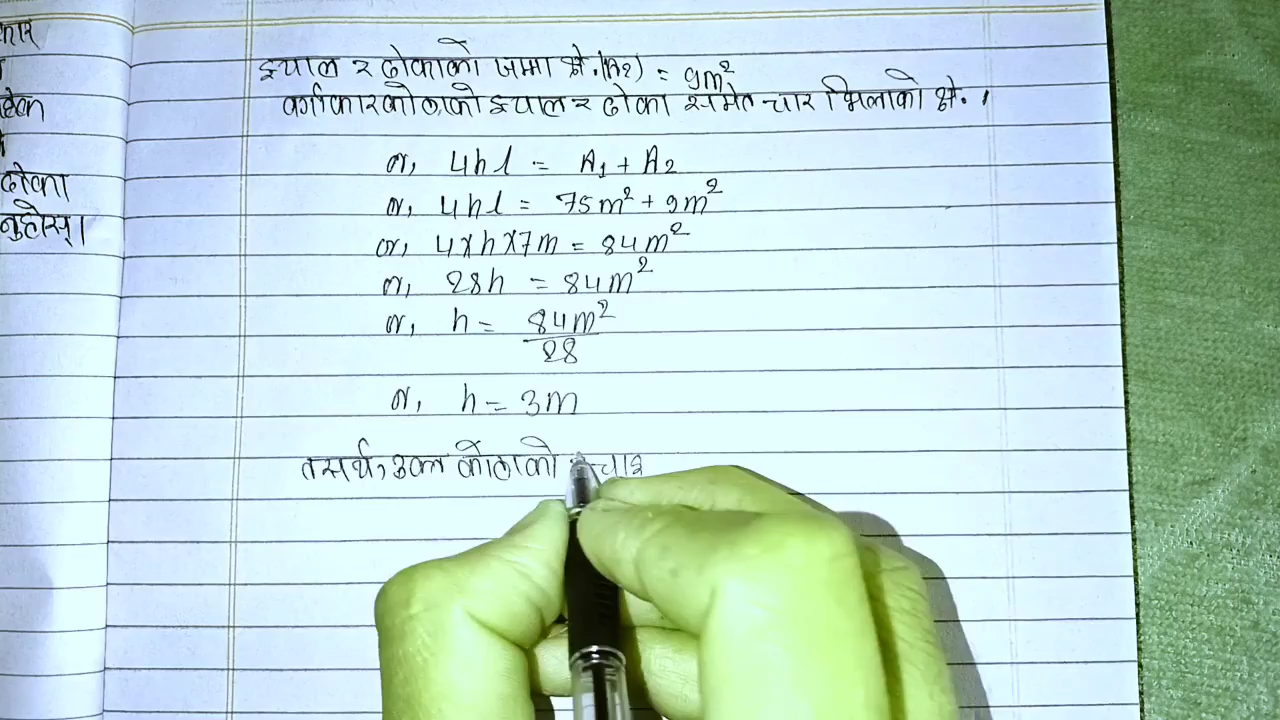 झ्याल र ढोकाको जम्मा क्षे. (A2) = 9m²
वर्गाकार कोठाको झ्याल र ढोका समेत चार भित्ताको क्षे.
or, 4hl = A1 + A2
or, 4hl = 75m² + 9m²
or, 4×h×7m = 84m²
or, 28h = 84m²
or, h = 84m²
28
or, h = 3m
तसर्थ, उक्त कोठाको
ढोका
नुहोस्।